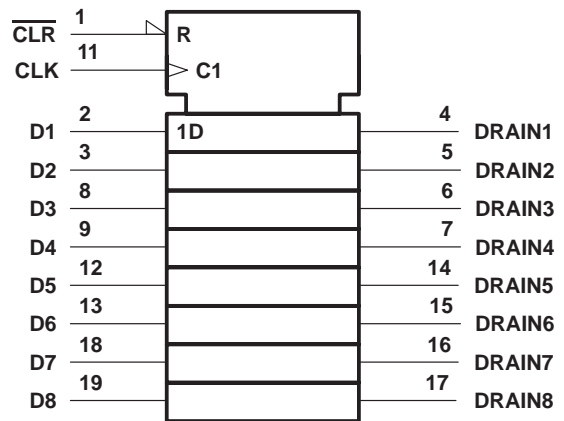 CLR 1 R
CLK 11 C1
D1 2 1D 4 DRAIN1
D2 3 5 DRAIN2
D3 8 6 DRAIN3
D4 9 7 DRAIN4
D5 12 14 DRAIN5
D6 13 15 DRAIN6
D7 18 16 DRAIN7
D8 19 17 DRAIN8